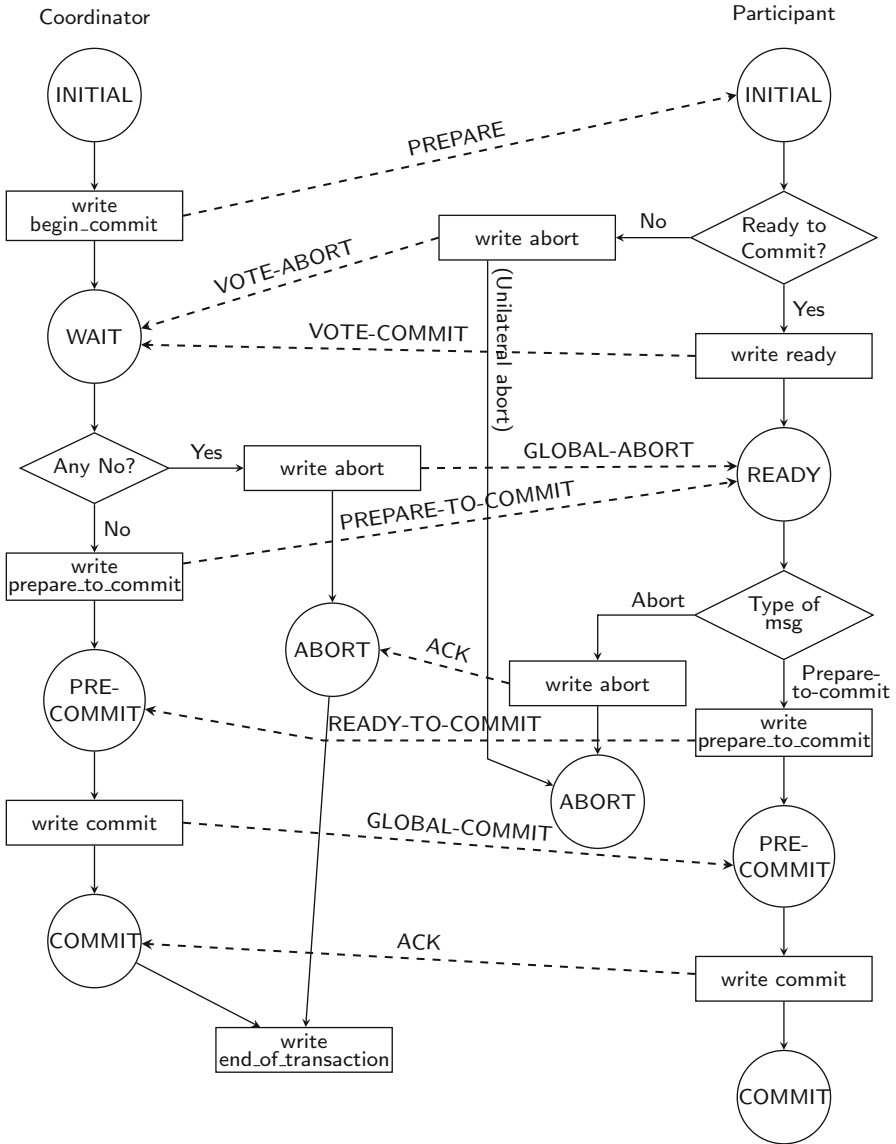 Coordinator
Participant
INITIAL
INITIAL
PREPARE
write
begin_commit
write abort
No
Ready to
Commit?
VOTE-ABORT
(Unilateral abort)
Yes
WAIT
VOTE-COMMIT
write ready
Any No?
Yes
write abort
GLOBAL-ABORT
READY
PREPARE-TO-COMMIT
No
write
prepare_to_commit
Abort
Type of
msg
ABORT
ACK
write abort
Prepare-
to-commit
PRE-
COMMIT
READY-TO-COMMIT
write
prepare_to_commit
ABORT
write commit
GLOBAL-COMMIT
PRE-
COMMIT
COMMIT
ACK
write commit
write
end_of_transaction
COMMIT